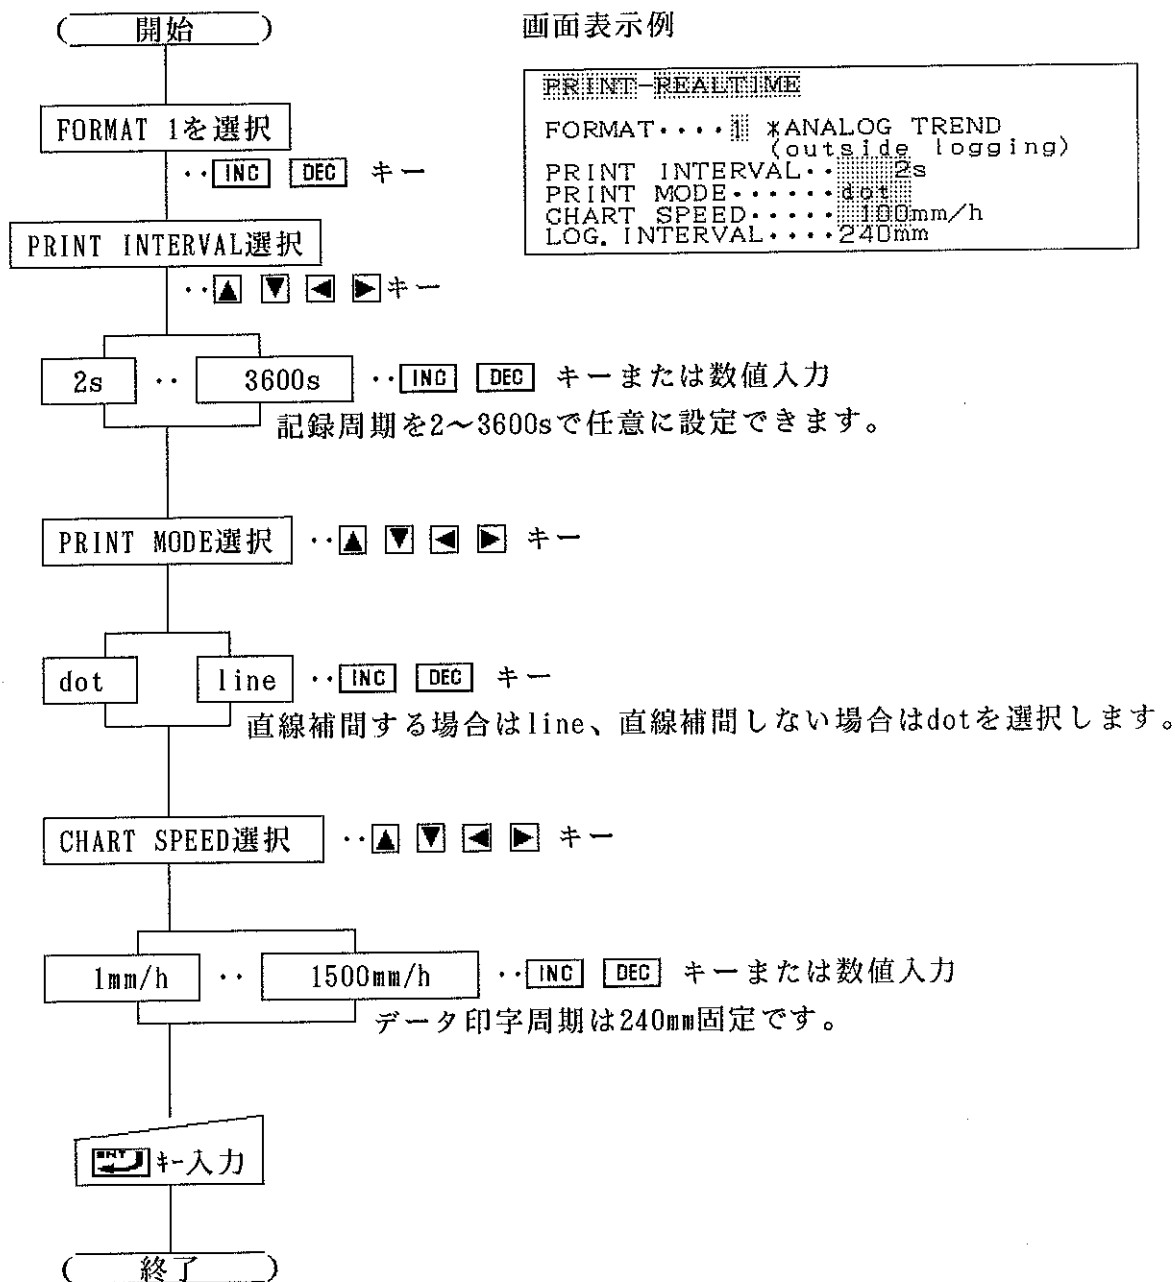 開始
画面表示例
PRINT-REALTIME
FORMAT・・・・1 *ANALOG TREND
(outside logging)
PRINT INTERVAL・・ 2s
PRINT MODE・・・・・・dot
CHART SPEED・・・・・ 100mm/h
LOG. INTERVAL・・・・240mm
FORMAT 1を選択
・・INC DEC キー
PRINT INTERVAL選択
・・▲ ▼ ◀ ▶キー
2s ・・ 3600s ・・INC DEC キーまたは数値入力
記録周期を2～3600sで任意に設定できます。
PRINT MODE選択 ・・▲ ▼ ◀ ▶ キー
dot line ・・INC DEC キー
直線補間する場合はline、直線補間しない場合はdotを選択します。
CHART SPEED選択 ・・▲ ▼ ◀ ▶ キー
1mm/h ・・ 1500mm/h ・・INC DEC キーまたは数値入力
データ印字周期は240mm固定です。
ENT キー入力
終了